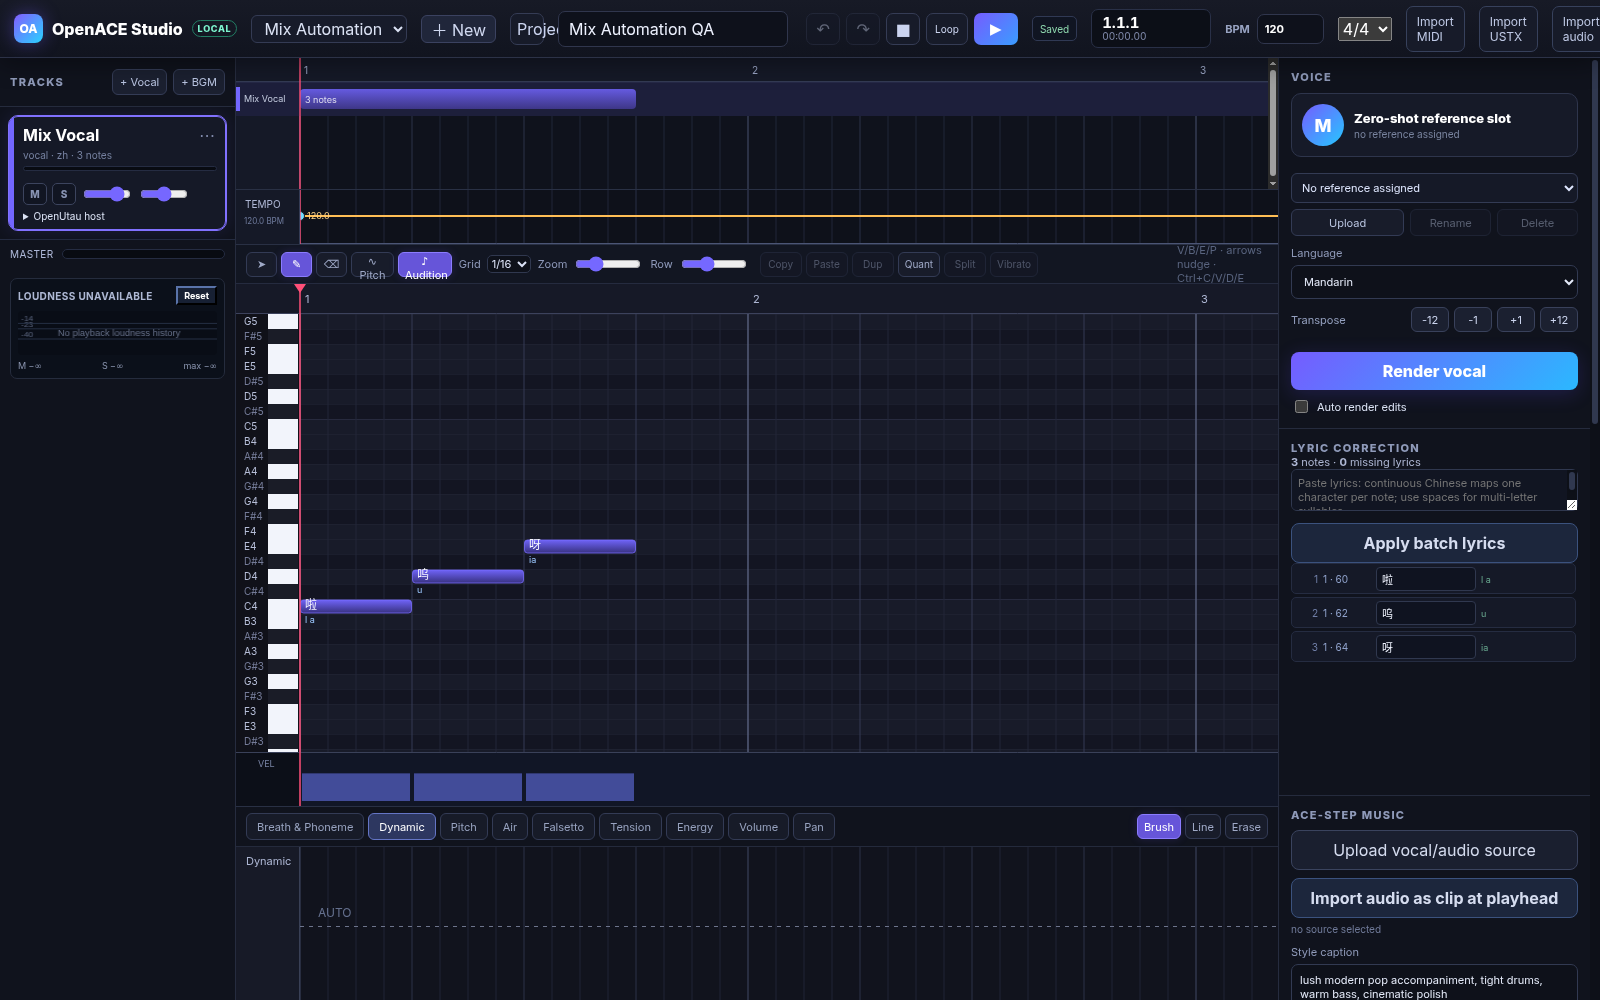 OA OpenACE Studio LOCAL Mix Automation + New Projec Mix Automation QA Loop Saved 1.1.1 00:00.00 BPM 120 4/4 Import MIDI Import USTX Import audio
TRACKS + Vocal + BGM
Mix Vocal ...
vocal · zh · 3 notes
M S
OpenUtau host
MASTER
LOUDNESS UNAVAILABLE Reset
-14
-23
-40
No playback loudness history
M −∞ S −∞ max −∞
1 2 3
Mix Vocal 3 notes
TEMPO
120.0 BPM
120.0
Pitch Audition Grid 1/16 Zoom Row Copy Paste Dup Quant Split Vibrato
V/B/E/P · arrows
nudge ·
Ctrl+C/V/D/E
1 2 3
G5
F#5
F5
E5
D#5
D5
C#5
C5
B4
A#4
A4
G#4
G4
F#4
F4
E4 呀
D#4 ia
D4 呜
C#4 u
C4 啦
B3 l a
A#3
A3
G#3
G3
F#3
F3
E3
D#3
VEL
Breath & Phoneme Dynamic Pitch Air Falsetto Tension Energy Volume Pan Brush Line Erase
Dynamic
AUTO
VOICE
M Zero-shot reference slot
no reference assigned
No reference assigned
Upload Rename Delete
Language
Mandarin
Transpose -12 -1 +1 +12
Render vocal
Auto render edits
LYRIC CORRECTION
3 notes · 0 missing lyrics
Paste lyrics: continuous Chinese maps one
character per note; use spaces for multi-letter
Apply batch lyrics
1 1 · 60 啦 l a
2 1 · 62 呜 u
3 1 · 64 呀 ia
ACE-STEP MUSIC
Upload vocal/audio source
Import audio as clip at playhead
no source selected
Style caption
lush modern pop accompaniment, tight drums,
warm bass, cinematic polish